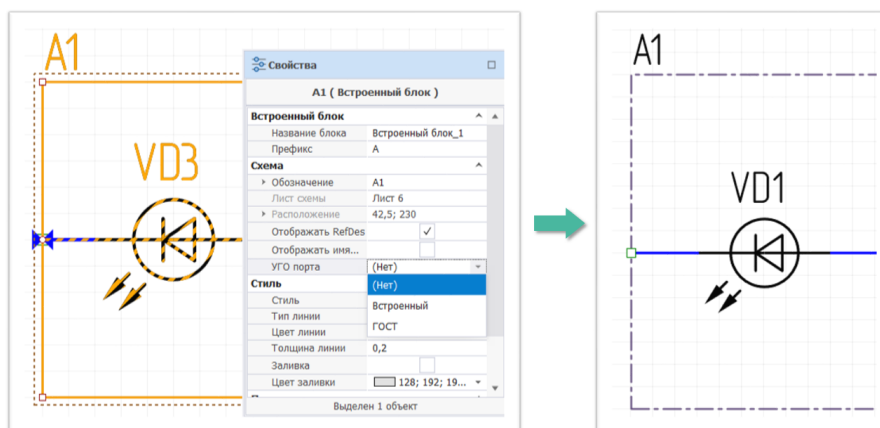 A1
VD3
Свойства
A1 ( Встроенный блок )
Встроенный блок
Название блока Встроенный блок_1
Префикс A
Схема
Обозначение A1
Лист схемы Лист 6
Расположение 42,5; 230
Отображать RefDes
Отображать имя...
УГО порта (Нет)
(Нет)
Стиль
Встроенный
Стиль
ГОСТ
Тип линии
Цвет линии
Толщина линии 0,2
Заливка
Цвет заливки 128; 192; 19...
Выделен 1 объект
A1
VD1